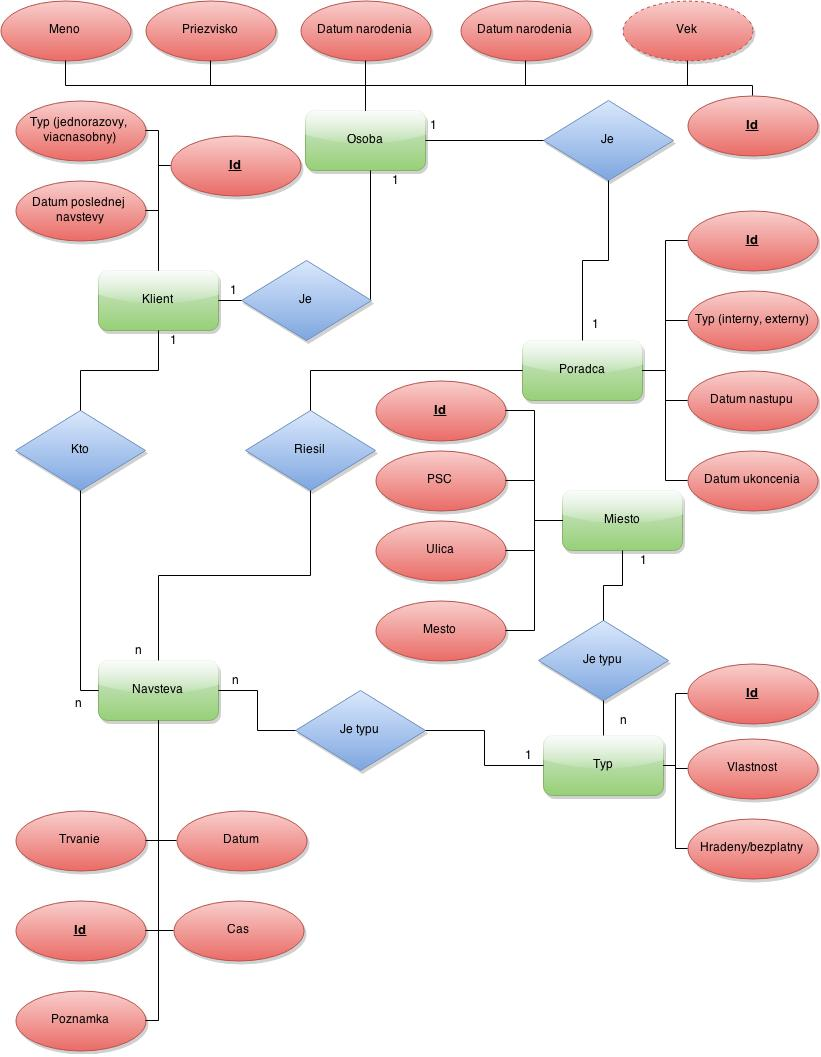 Meno
Priezvisko
Datum narodenia
Datum narodenia
Vek
Typ (jednorazovy,
viacnasobny)
Id
Osoba
1
Je
Id
1
Datum poslednej
navstevy
Id
Klient
1
Je
Typ (interny, externy)
1
1
Poradca
Datum nastupu
Id
Kto
Riesil
PSC
Datum ukoncenia
Miesto
Ulica
1
Mesto
Je typu
n
Navsteva
n
n
Id
Je typu
n
1
Typ
Vlastnost
Trvanie
Datum
Hradeny/bezplatny
Id
Cas
Poznamka